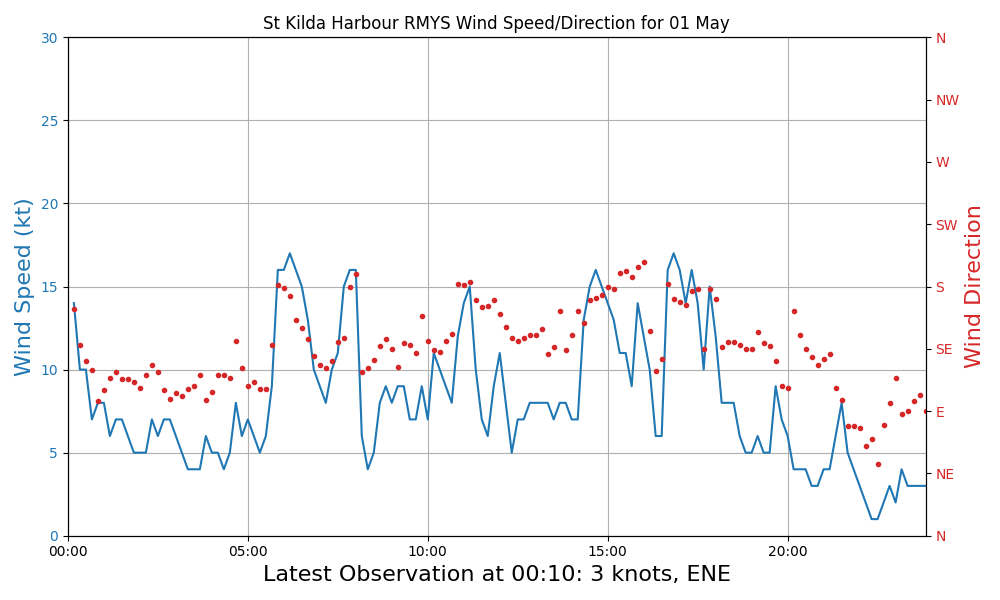 St Kilda Harbour RMYS Wind Speed/Direction for 01 May
Wind Speed (kt)
30
25
20
15
10
5
0
00:00 05:00 10:00 15:00 20:00
N
NW
W
SW
S
SE
E
NE
N
Wind Direction
Latest Observation at 00:10: 3 knots, ENE